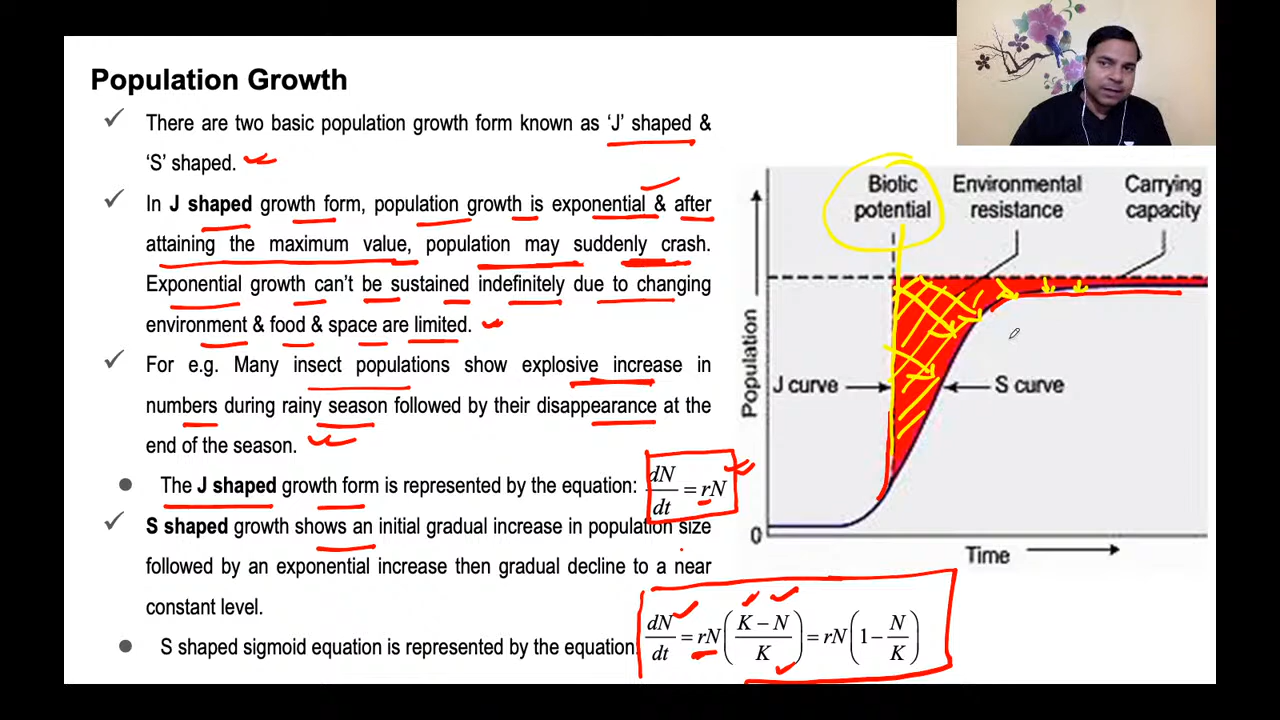 Population Growth
There are two basic population growth form known as ‘J’ shaped &
‘S’ shaped.
In J shaped growth form, population growth is exponential & after
attaining the maximum value, population may suddenly crash.
Exponential growth can’t be sustained indefinitely due to changing
environment & food & space are limited.
For e.g. Many insect populations show explosive increase in
numbers during rainy season followed by their disappearance at the
end of the season.
The J shaped growth form is represented by the equation: dN/dt = rN
S shaped growth shows an initial gradual increase in population size
followed by an exponential increase then gradual decline to a near
constant level.
S shaped sigmoid equation is represented by the equation: dN/dt = rN((K – N)/K) = rN(1 – N/K)
Biotic
potential
Environmental
resistance
Carrying
capacity
Population
J curve
S curve
0
Time